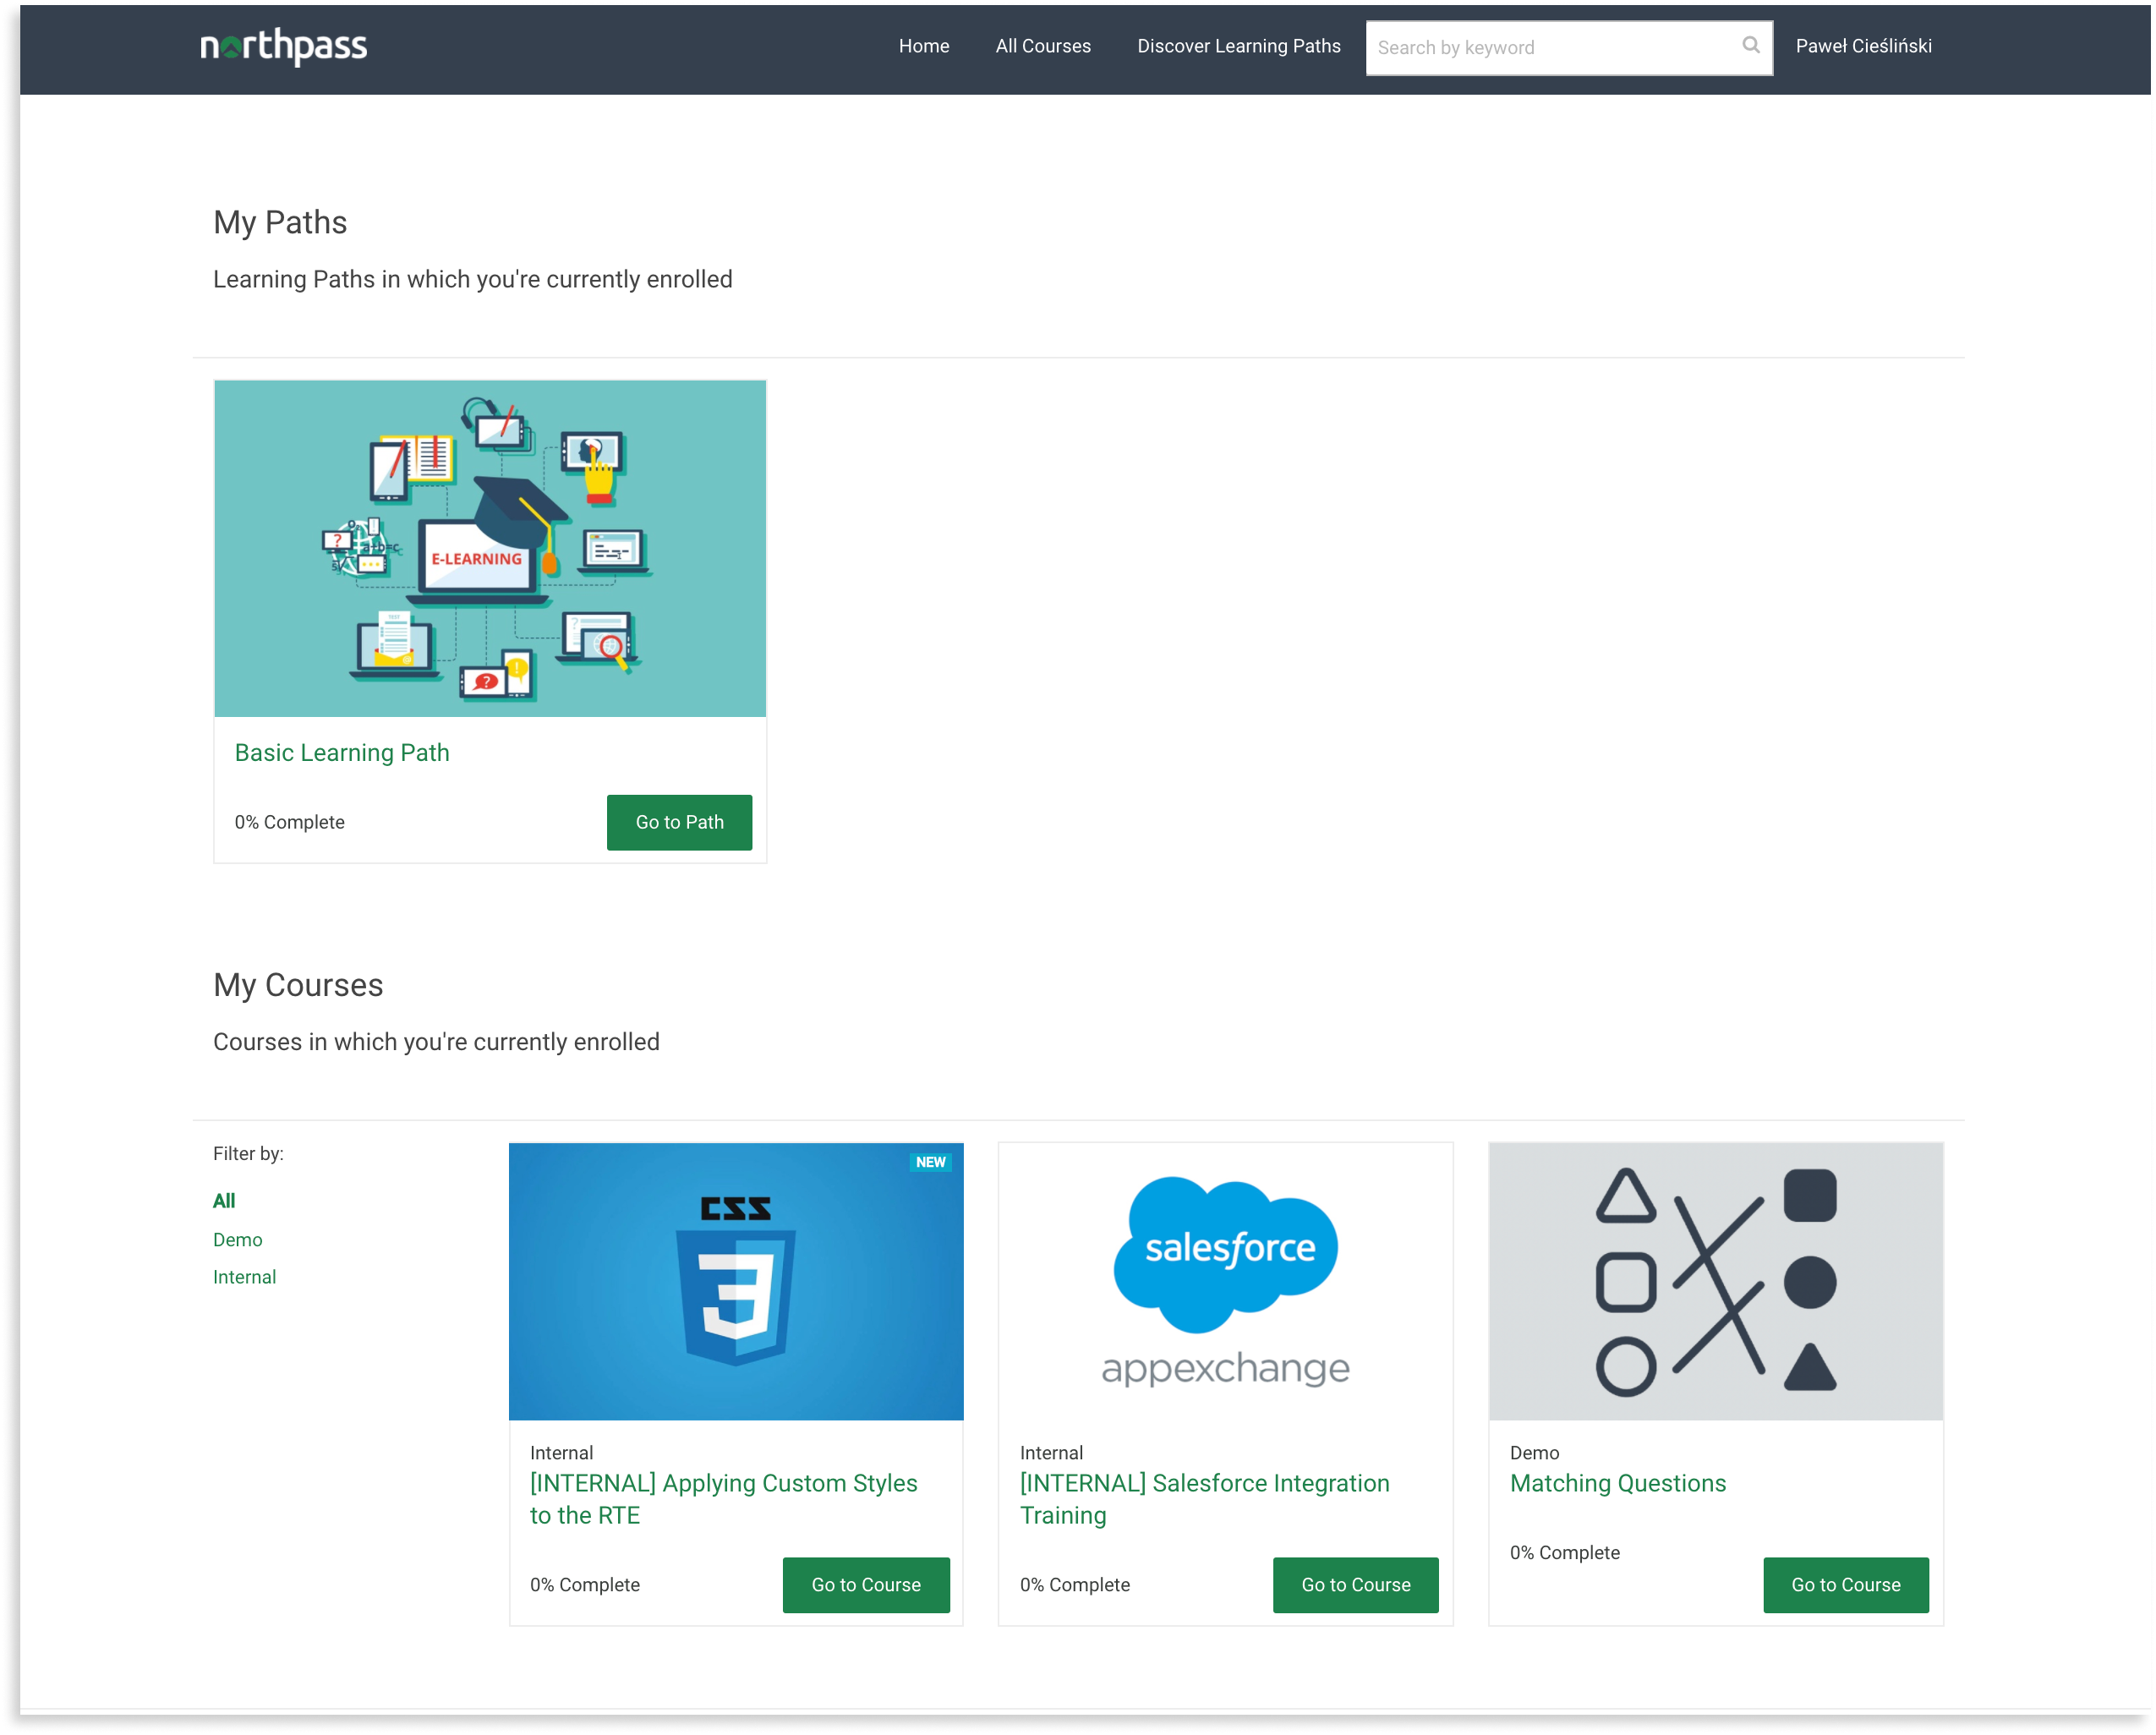 northpass
Home
All Courses
Discover Learning Paths
Search by keyword
Paweł Cieśliński
My Paths
Learning Paths in which you're currently enrolled
?
a+b=c
E-LEARNING
TEST
?
?
!
Basic Learning Path
0% Complete
Go to Path
My Courses
Courses in which you're currently enrolled
Filter by:
All
Demo
Internal
NEW
CSS
3
Internal
[INTERNAL] Applying Custom Styles
to the RTE
0% Complete
Go to Course
salesforce
appexchange
Internal
[INTERNAL] Salesforce Integration
Training
0% Complete
Go to Course
Demo
Matching Questions
0% Complete
Go to Course